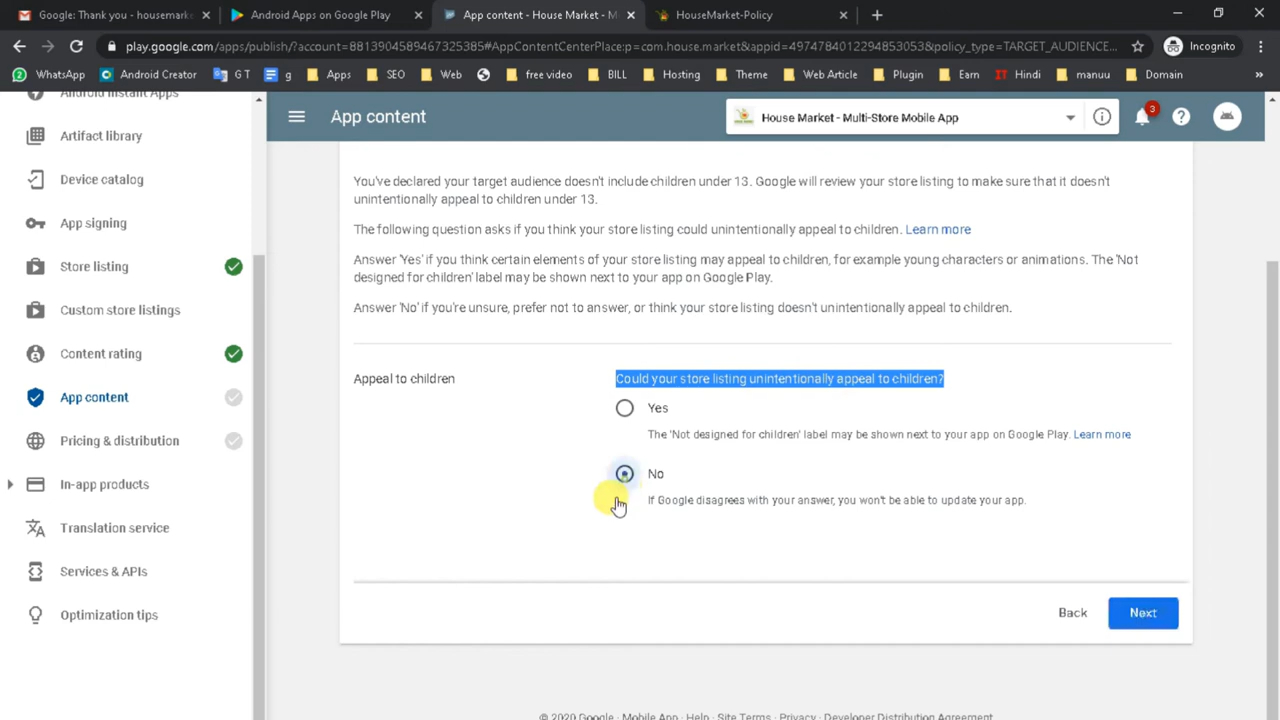 Google: Thank you - housemarke
Android Apps on Google Play
App content - House Market - M
HouseMarket-Policy
play.google.com/apps/publish/?account=8813904589467325385#AppContentCenterPlace:p=com.house.market&appid=4974784012294853053&policy_type=TARGET_AUDIENCE...
Incognito
WhatsApp
Android Creator
G T
g
Apps
SEO
Web
free video
BILL
Hosting
Theme
Web Article
Plugin
Earn
IT Hindi
manuu
Domain
»
Android Instant Apps
Artifact library
Device catalog
App signing
Store listing
Custom store listings
Content rating
App content
Pricing & distribution
In-app products
Translation service
Services & APIs
Optimization tips
App content
House Market - Multi-Store Mobile App
3
You've declared your target audience doesn't include children under 13. Google will review your store listing to make sure that it doesn't
unintentionally appeal to children under 13.
The following question asks if you think your store listing could unintentionally appeal to children. Learn more
Answer 'Yes' if you think certain elements of your store listing may appeal to children, for example young characters or animations. The 'Not
designed for children' label may be shown next to your app on Google Play.
Answer 'No' if you're unsure, prefer not to answer, or think your store listing doesn't unintentionally appeal to children.
Appeal to children
Could your store listing unintentionally appeal to children?
Yes
The 'Not designed for children' label may be shown next to your app on Google Play. Learn more
No
If Google disagrees with your answer, you won't be able to update your app.
Back
Next
© 2020 Google · Mobile App · Help · Site Terms · Privacy · Developer Distribution Agreement